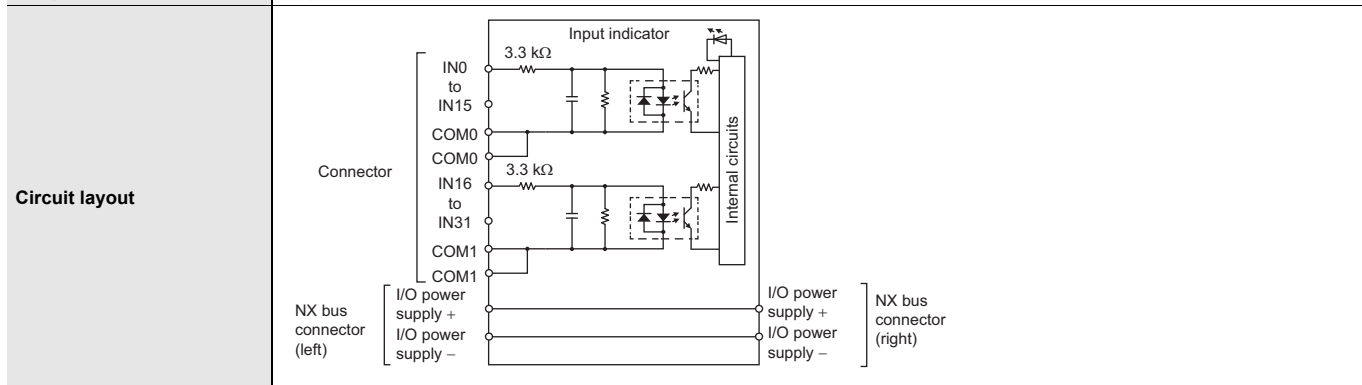 Circuit layout
Input indicator
3.3 kΩ
IN0
to
IN15
COM0
COM0
Connector
3.3 kΩ
IN16
to
IN31
COM1
COM1
Internal circuits
NX bus
connector
(left)
I/O power
supply +
I/O power
supply −
I/O power
supply +
I/O power
supply −
NX bus
connector
(right)